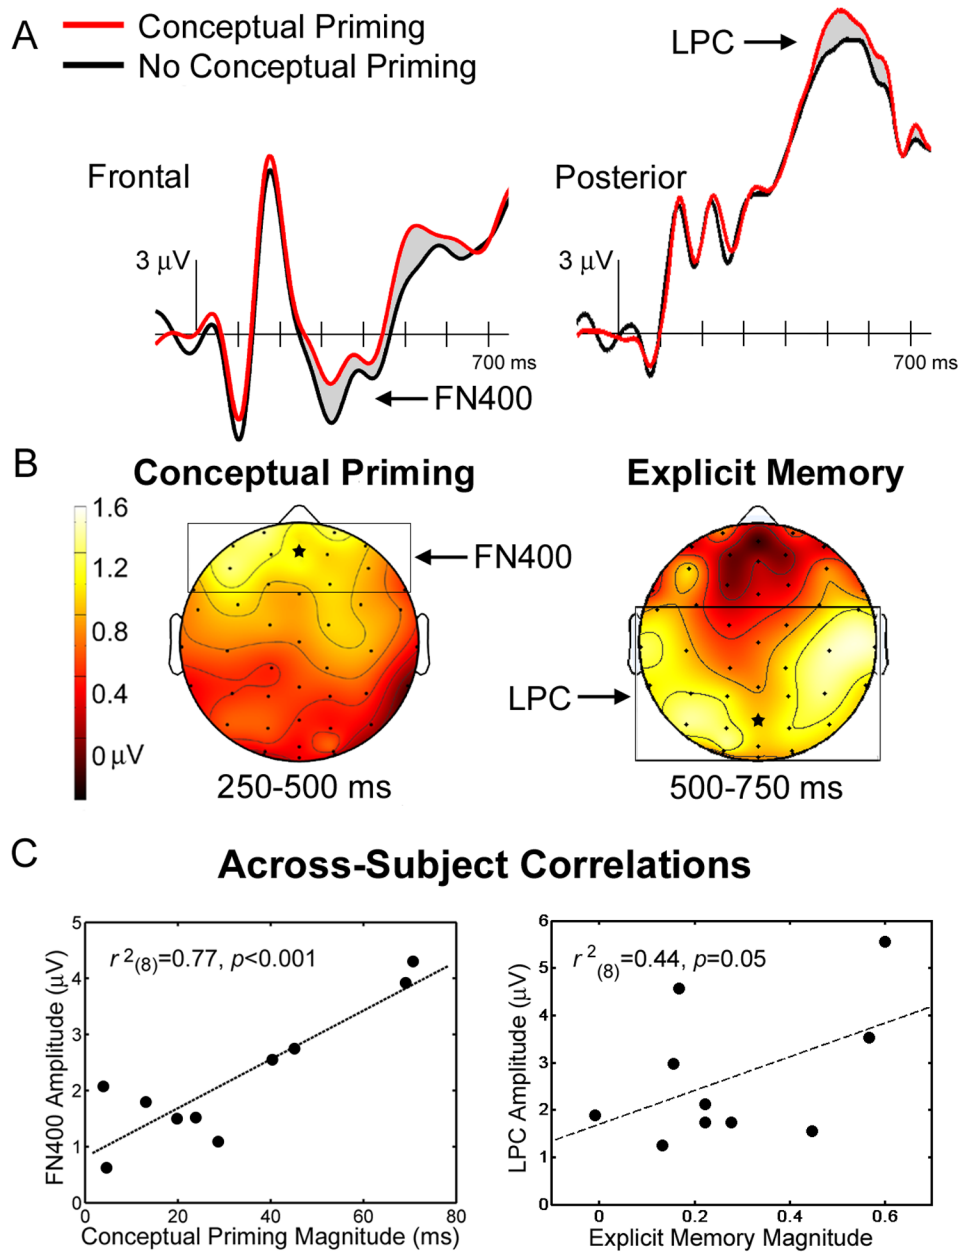 A
Conceptual Priming
No Conceptual Priming
LPC
Frontal
Posterior
3 μV
3 μV
700 ms
700 ms
FN400
B
Conceptual Priming
Explicit Memory
1.6
1.2
0.8
0.4
0 μV
FN400
LPC
250-500 ms
500-750 ms
C
Across-Subject Correlations
r 2(8)=0.77, p<0.001
FN400 Amplitude (μV)
5
4
3
2
1
0
0 20 40 60 80
Conceptual Priming Magnitude (ms)
r 2(8)=0.44, p=0.05
LPC Amplitude (μV)
6
5
4
3
2
1
0
0 0.2 0.4 0.6
Explicit Memory Magnitude